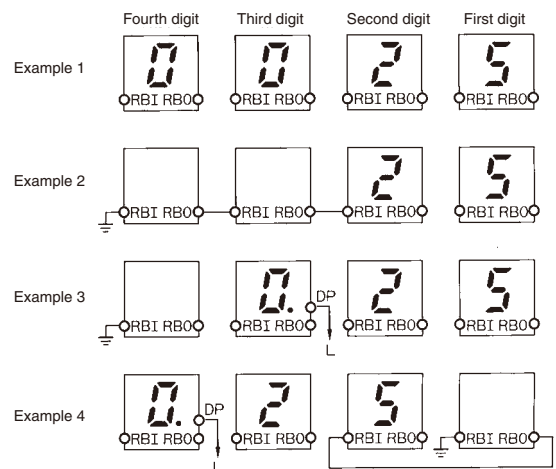 Fourth digit Third digit Second digit First digit
Example 1 0 0 2 5
RBI RBO RBI RBO RBI RBO RBI RBO
Example 2 2 5
RBI RBO RBI RBO RBI RBO RBI RBO
Example 3 0. DP 2 5
RBI RBO RBI RBO RBI RBO RBI RBO
L
Example 4 0. DP 2 5
RBI RBO RBI RBO RBI RBO RBI RBO
L